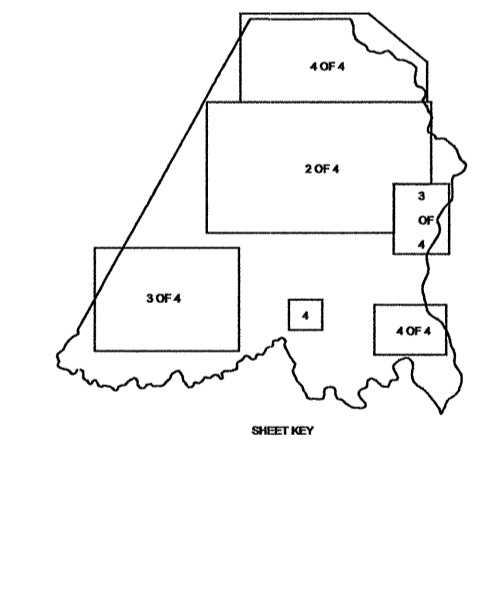 4 OF 4
2 OF 4
3
OF
4
3 OF 4
4
4 OF 4
SHEET KEY